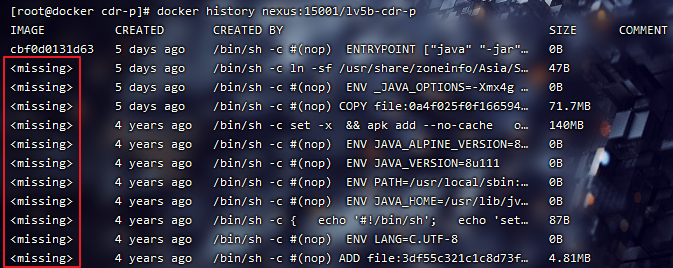 [root@docker cdr-p]# docker history nexus:15001/lv5b-cdr-p
IMAGE CREATED CREATED BY SIZE COMMENT
cbf0d0131d63 5 days ago /bin/sh -c #(nop) ENTRYPOINT ["java" "-jar"… 0B
<missing> 5 days ago /bin/sh -c ln -sf /usr/share/zoneinfo/Asia/S… 47B
<missing> 5 days ago /bin/sh -c #(nop) ENV _JAVA_OPTIONS=-Xmx4g … 0B
<missing> 5 days ago /bin/sh -c #(nop) COPY file:0a4f025f0f166594… 71.7MB
<missing> 4 years ago /bin/sh -c set -x && apk add --no-cache o… 140MB
<missing> 4 years ago /bin/sh -c #(nop) ENV JAVA_ALPINE_VERSION=8… 0B
<missing> 4 years ago /bin/sh -c #(nop) ENV JAVA_VERSION=8u111 0B
<missing> 4 years ago /bin/sh -c #(nop) ENV PATH=/usr/local/sbin:… 0B
<missing> 4 years ago /bin/sh -c #(nop) ENV JAVA_HOME=/usr/lib/jv… 0B
<missing> 4 years ago /bin/sh -c { echo '#!/bin/sh'; echo 'set… 87B
<missing> 4 years ago /bin/sh -c #(nop) ENV LANG=C.UTF-8 0B
<missing> 4 years ago /bin/sh -c #(nop) ADD file:3df55c321c1c8d73f… 4.81MB